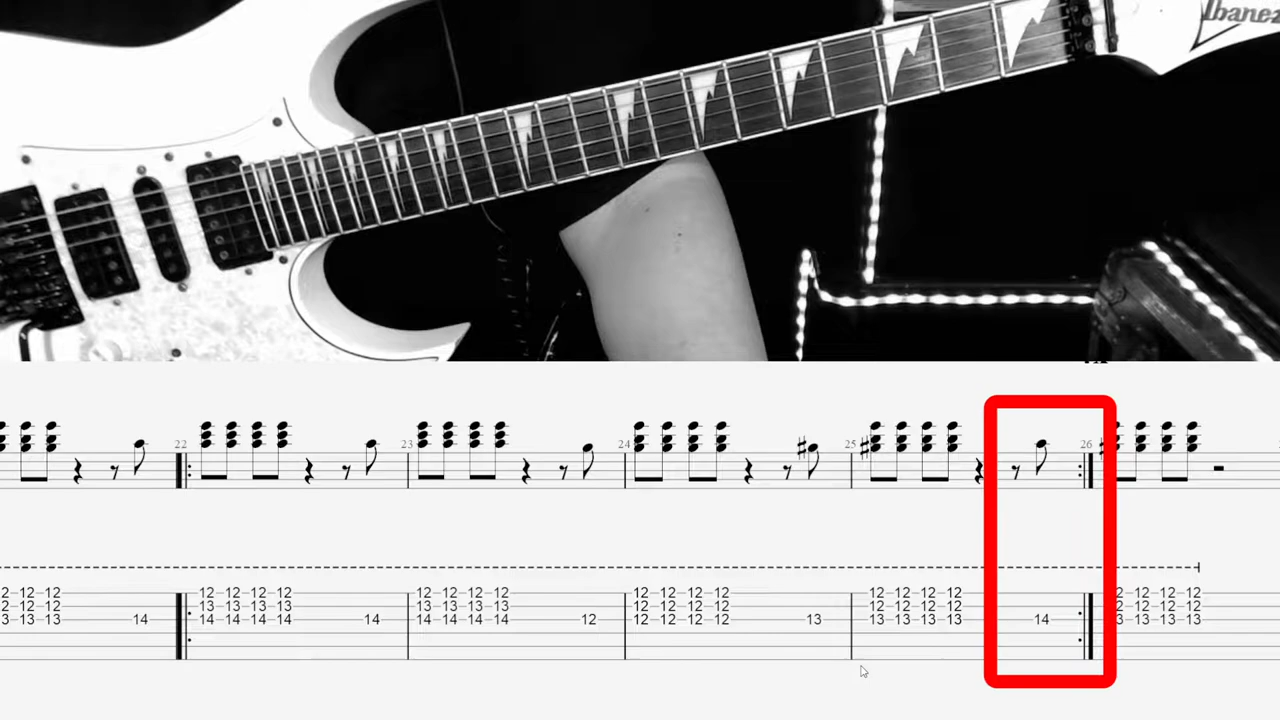 Ibanez
22 23 24 25 26
2 12 12 12 13 12 13 12 12 12 12 12 12 12 12 12 12 12 12 12 12 12 12
2 12 12 13 13 13 13 13 13 13 13 12 12 12 12 12 12 12 12 2 12 12 12
3 13 13 14 14 14 14 14 14 14 14 14 14 12 12 12 12 12 13 13 13 13 13 14 3 13 13 13